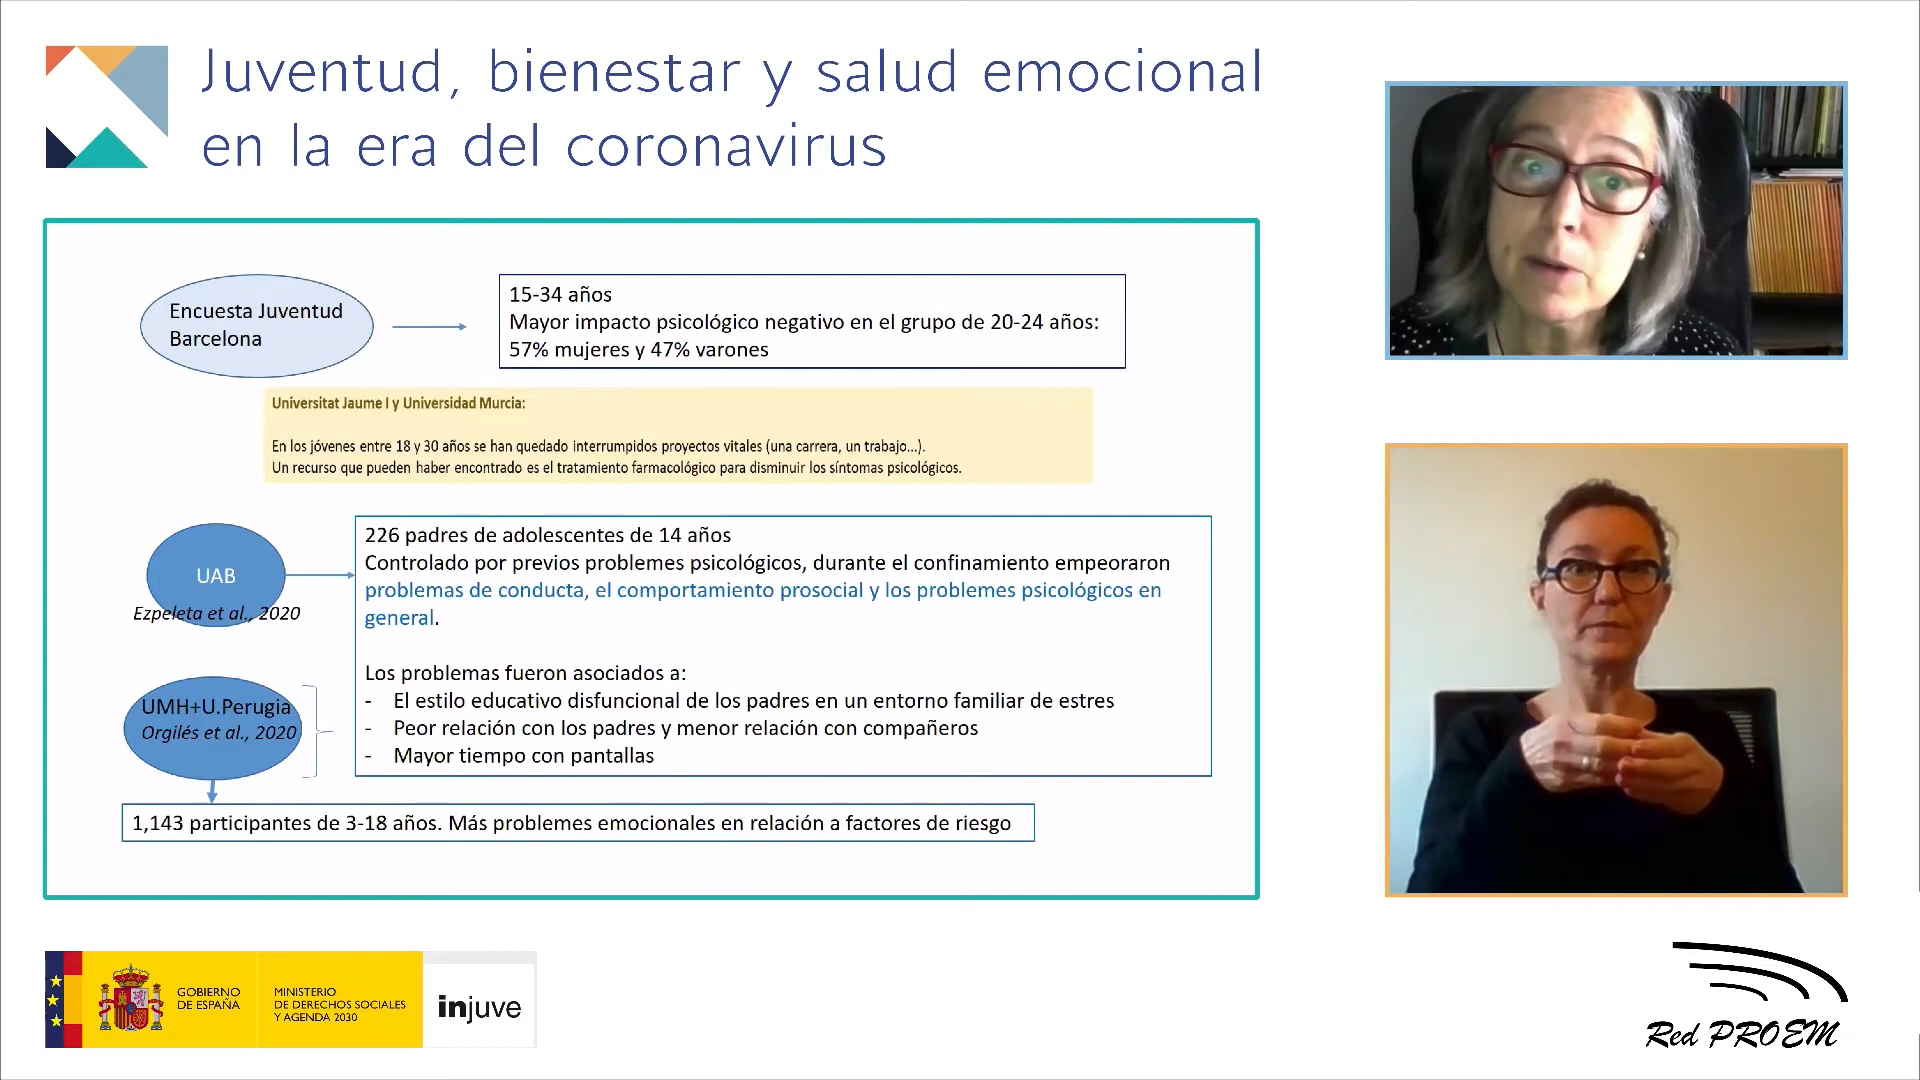 Juventud, bienestar y salud emocional
en la era del coronavirus
Encuesta Juventud
Barcelona
15-34 años
Mayor impacto psicológico negativo en el grupo de 20-24 años:
57% mujeres y 47% varones
Universitat Jaume I y Universidad Murcia:
En los jóvenes entre 18 y 30 años se han quedado interrumpidos proyectos vitales (una carrera, un trabajo...).
Un recurso que pueden haber encontrado es el tratamiento farmacológico para disminuir los síntomas psicológicos.
UAB
Ezpeleta et al., 2020
226 padres de adolescentes de 14 años
Controlado por previos problemas psicológicos, durante el confinamiento empeoraron
problemas de conducta, el comportamiento prosocial y los problemas psicológicos en
general.
Los problemas fueron asociados a:
- El estilo educativo disfuncional de los padres en un entorno familiar de estres
- Peor relación con los padres y menor relación con compañeros
- Mayor tiempo con pantallas
UMH+U.Perugia
Orgilés et al., 2020
1,143 participantes de 3-18 años. Más problemas emocionales en relación a factores de riesgo
GOBIERNO
DE ESPAÑA
MINISTERIO
DE DERECHOS SOCIALES
Y AGENDA 2030
injuve
Red PROEM